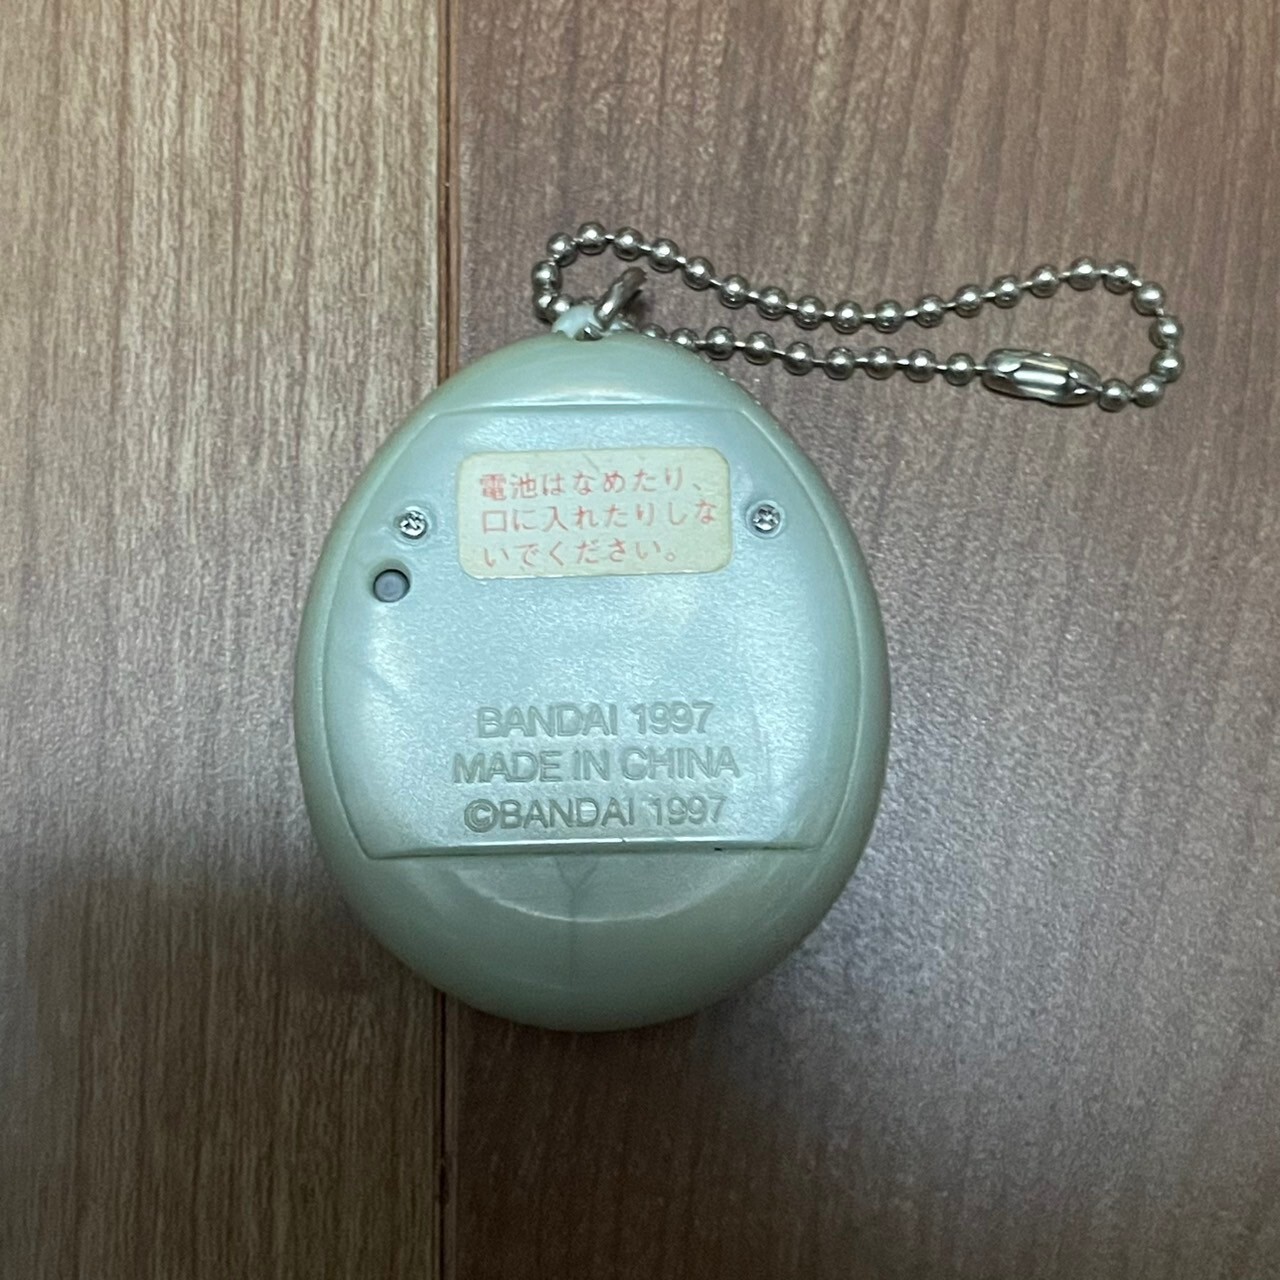 電池はなめたり、
口に入れたりしな
いでください。
BANDAI 1997
MADE IN CHINA
©BANDAI 1997